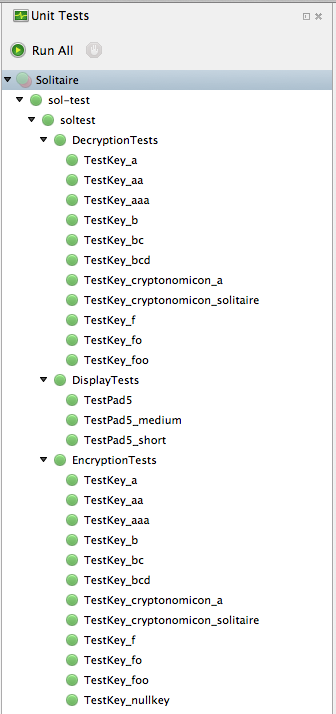 Unit Tests
Run All
Solitaire
sol-test
soltest
DecryptionTests
TestKey_a
TestKey_aa
TestKey_aaa
TestKey_b
TestKey_bc
TestKey_bcd
TestKey_cryptonomicon_a
TestKey_cryptonomicon_solitaire
TestKey_f
TestKey_fo
TestKey_foo
DisplayTests
TestPad5
TestPad5_medium
TestPad5_short
EncryptionTests
TestKey_a
TestKey_aa
TestKey_aaa
TestKey_b
TestKey_bc
TestKey_bcd
TestKey_cryptonomicon_a
TestKey_cryptonomicon_solitaire
TestKey_f
TestKey_fo
TestKey_foo
TestKey_nullkey